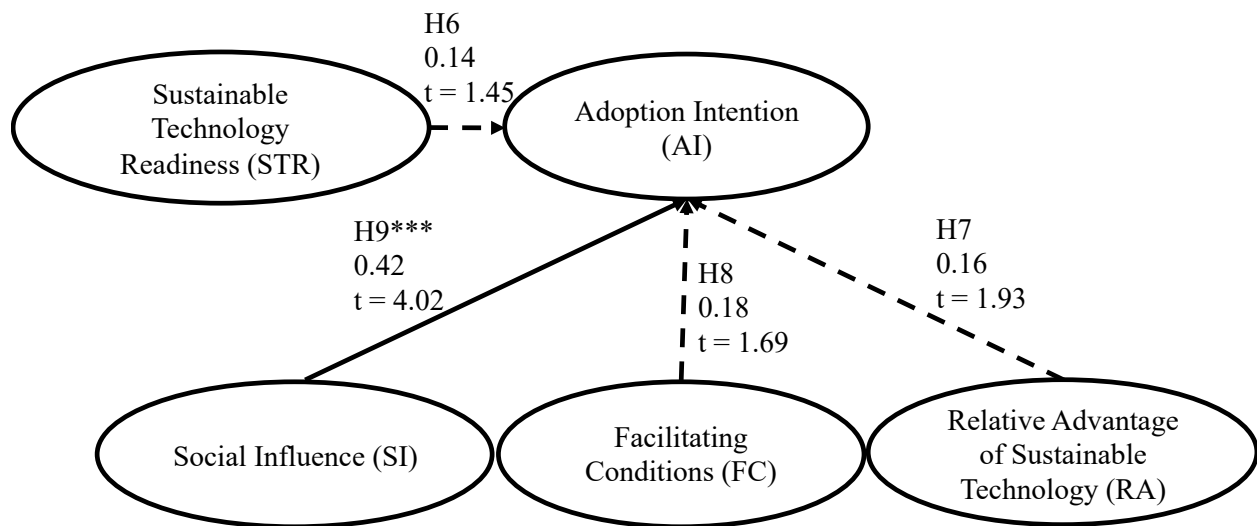 H6
0.14
t = 1.45
Sustainable
Technology
Readiness (STR)
Adoption Intention
(AI)
H9***
0.42
t = 4.02
H8
0.18
t = 1.69
H7
0.16
t = 1.93
Social Influence (SI)
Facilitating
Conditions (FC)
Relative Advantage
of Sustainable
Technology (RA)